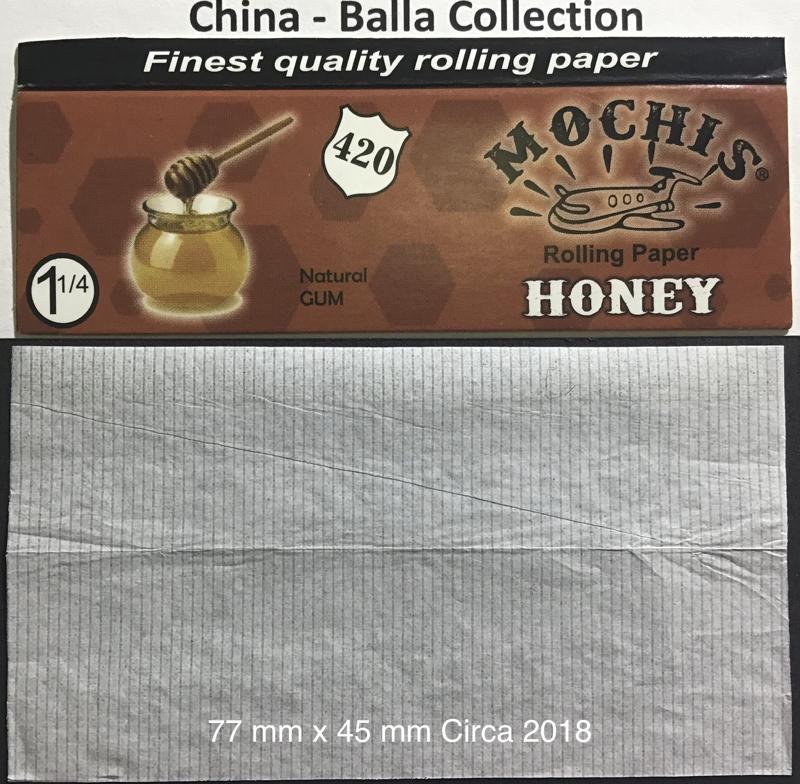 China - Balla Collection
Finest quality rolling paper
420
MOCHIS®
Rolling Paper
HONEY
Natural
GUM
1 1/4
77 mm x 45 mm Circa 2018